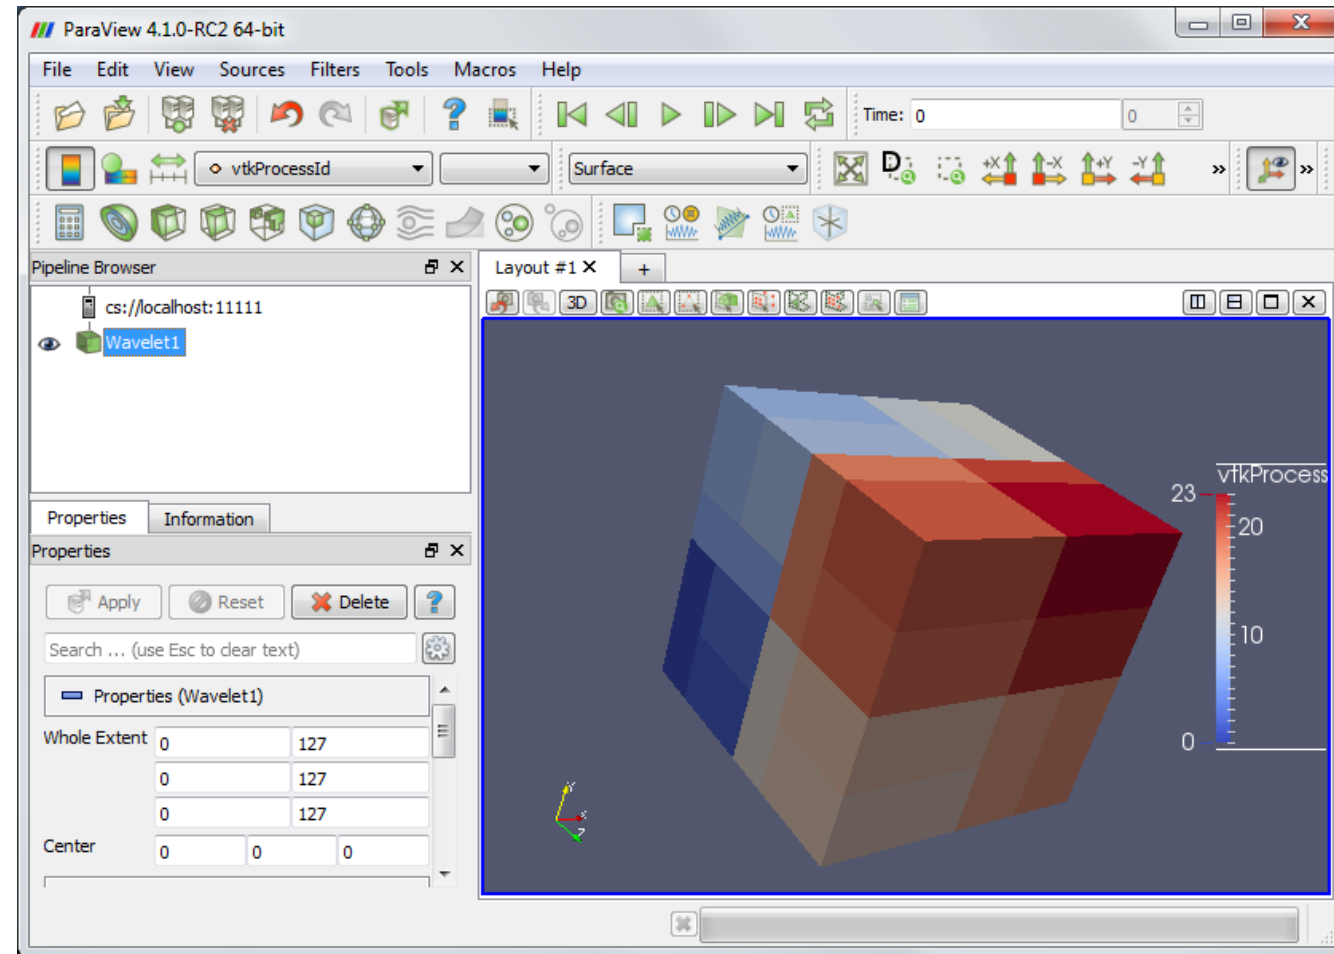 ParaView 4.1.0-RC2 64-bit
File Edit View Sources Filters Tools Macros Help
Time: 0 0
vtkProcessId Surface +X -X +Y -Y » »
D
Pipeline Browser
Layout #1 +
cs://localhost:11111
3D
Wavelet1
Properties Information
Properties
Apply Reset Delete ?
Search ... (use Esc to clear text)
Properties (Wavelet1)
Whole Extent 0 127
0 127
0 127
Center 0 0 0
vtkProcess
23
20
10
0
Y
X
Z